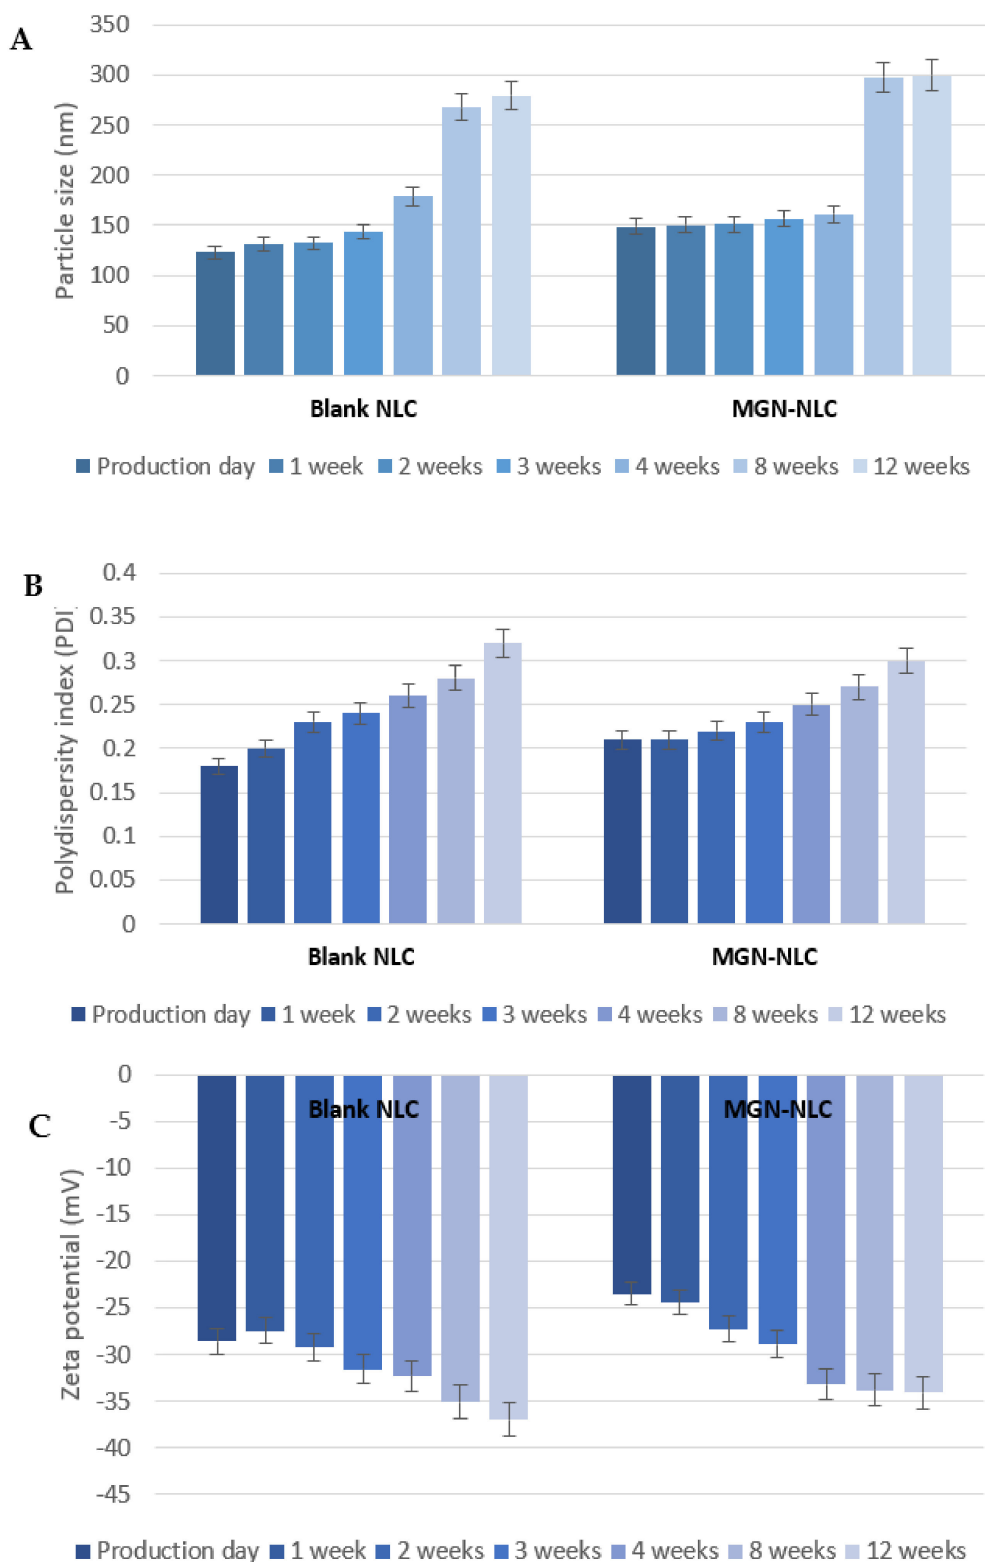 A
350
300
250
200
150
100
50
0
Particle size (nm)
Blank NLC MGN-NLC
Production day 1 week 2 weeks 3 weeks 4 weeks 8 weeks 12 weeks
B
0.4
0.35
0.3
0.25
0.2
0.15
0.1
0.05
0
Polydispersity index (PDI
Blank NLC MGN-NLC
Production day 1 week 2 weeks 3 weeks 4 weeks 8 weeks 12 weeks
C
0
-5
-10
-15
-20
-25
-30
-35
-40
-45
Zeta potential (mV)
Blank NLC MGN-NLC
Production day 1 week 2 weeks 3 weeks 4 weeks 8 weeks 12 weeks